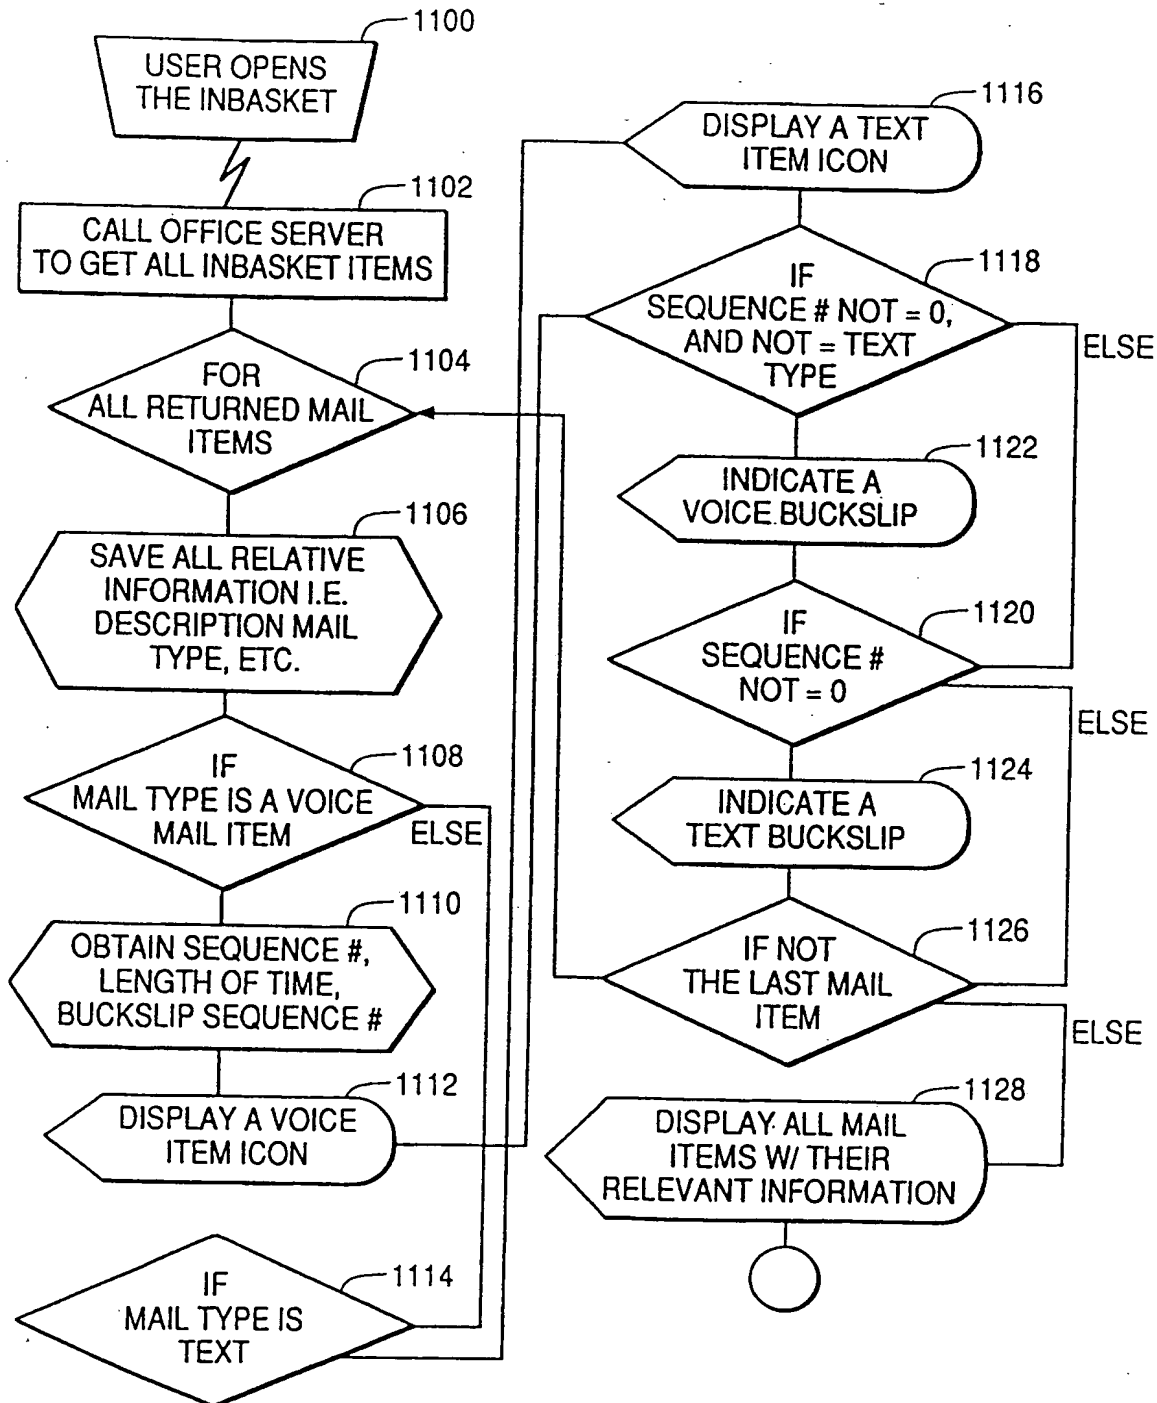 1100
USER OPENS
THE INBASKET
1102
CALL OFFICE SERVER
TO GET ALL INBASKET ITEMS
1104
FOR
ALL RETURNED MAIL
ITEMS
1106
SAVE ALL RELATIVE
INFORMATION I.E.
DESCRIPTION MAIL
TYPE, ETC.
1108
IF
MAIL TYPE IS A VOICE
MAIL ITEM
ELSE
1110
OBTAIN SEQUENCE #,
LENGTH OF TIME,
BUCKSLIP SEQUENCE #
1112
DISPLAY A VOICE
ITEM ICON
1114
IF
MAIL TYPE IS
TEXT
1116
DISPLAY A TEXT
ITEM ICON
1118
IF
SEQUENCE # NOT = 0,
AND NOT = TEXT
TYPE
ELSE
1122
INDICATE A
VOICE BUCKSLIP
1120
IF
SEQUENCE #
NOT = 0
ELSE
1124
INDICATE A
TEXT BUCKSLIP
1126
IF NOT
THE LAST MAIL
ITEM
ELSE
1128
DISPLAY ALL MAIL
ITEMS W/ THEIR
RELEVANT INFORMATION